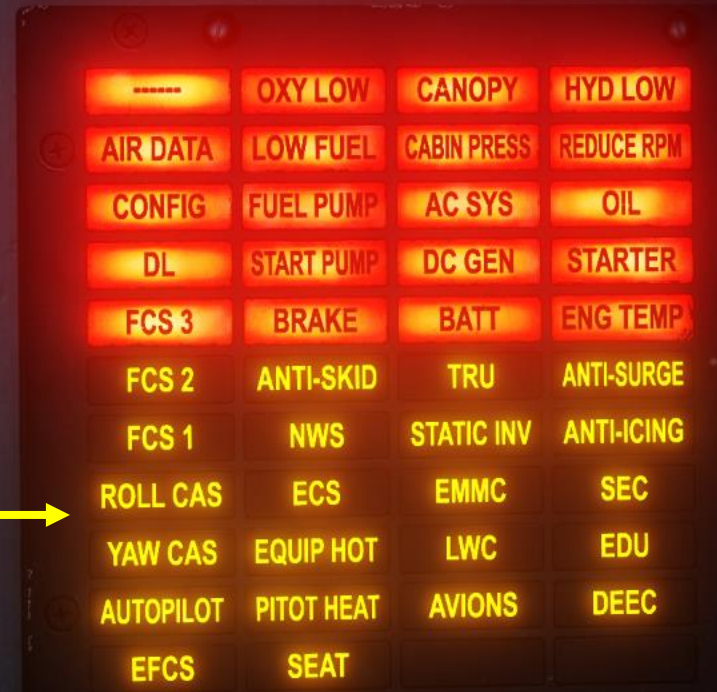 ------ OXY LOW CANOPY HYD LOW
AIR DATA LOW FUEL CABIN PRESS REDUCE RPM
CONFIG FUEL PUMP AC SYS OIL
DL START PUMP DC GEN STARTER
FCS 3 BRAKE BATT ENG TEMP
FCS 2 ANTI-SKID TRU ANTI-SURGE
FCS 1 NWS STATIC INV ANTI-ICING
ROLL CAS ECS EMMC SEC
YAW CAS EQUIP HOT LWC EDU
AUTOPILOT PITOT HEAT AVIONS DEEC
EFCS SEAT